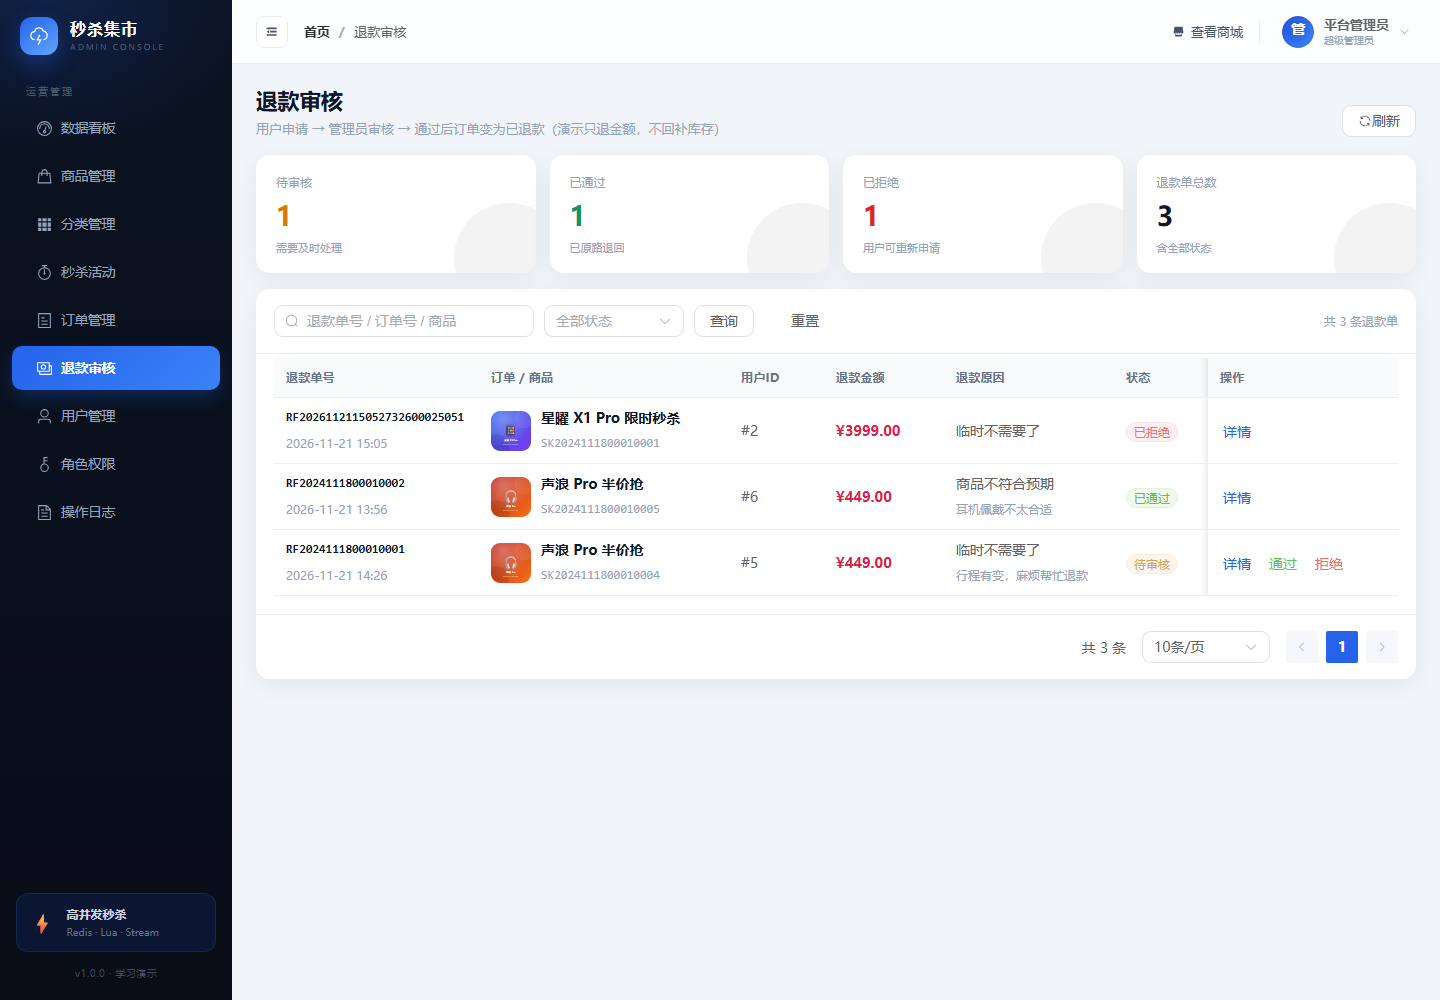 秒杀集市
ADMIN CONSOLE
运营管理
数据看板
商品管理
分类管理
秒杀活动
订单管理
退款审核
用户管理
角色权限
操作日志
高并发秒杀
Redis · Lua · Stream
v1.0.0 · 学习演示
首页 / 退款审核
查看商城
管
平台管理员
超级管理员
退款审核
用户申请 → 管理员审核 → 通过后订单变为已退款（演示只退金额，不回补库存）
刷新
待审核
1
需要及时处理
已通过
1
已原路退回
已拒绝
1
用户可重新申请
退款单总数
3
含全部状态
退款单号 / 订单号 / 商品
全部状态
查询
重置
共 3 条退款单
退款单号 订单 / 商品 用户ID 退款金额 退款原因 状态 操作
RF2026112115052732600025051
2026-11-21 15:05
星曜 X1 Pro 限时秒杀
SK2024111800010001
#2
¥3999.00
临时不需要了
已拒绝
详情
RF2024111800010002
2026-11-21 13:56
声浪 Pro 半价抢
SK2024111800010005
#6
¥449.00
商品不符合预期
耳机佩戴不太合适
已通过
详情
RF2024111800010001
2026-11-21 14:26
声浪 Pro 半价抢
SK2024111800010004
#5
¥449.00
临时不需要了
行程有变，麻烦帮忙退款
待审核
详情 通过 拒绝
共 3 条
10条/页
1